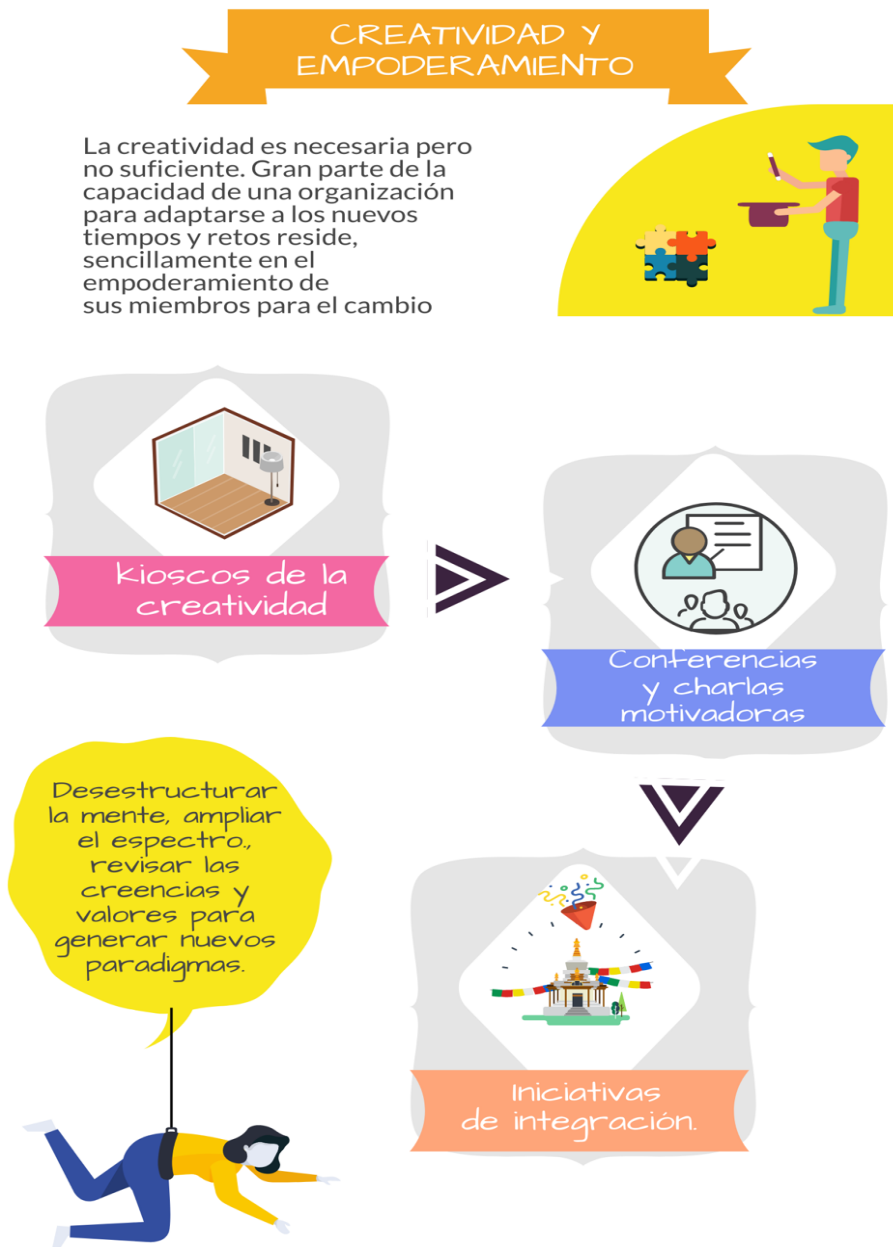 CREATIVIDAD Y
EMPODERAMIENTO
La creatividad es necesaria pero
no suficiente. Gran parte de la
capacidad de una organización
para adaptarse a los nuevos
tiempos y retos reside,
sencillamente en el
empoderamiento de
sus miembros para el cambio
kioscos de la
creatividad
Conferencias
y charlas
motivadoras
Desestructurar
la mente, ampliar
el espectro.,
revisar las
creencias y
valores para
generar nuevos
paradigmas.
Iniciativas
de integración.